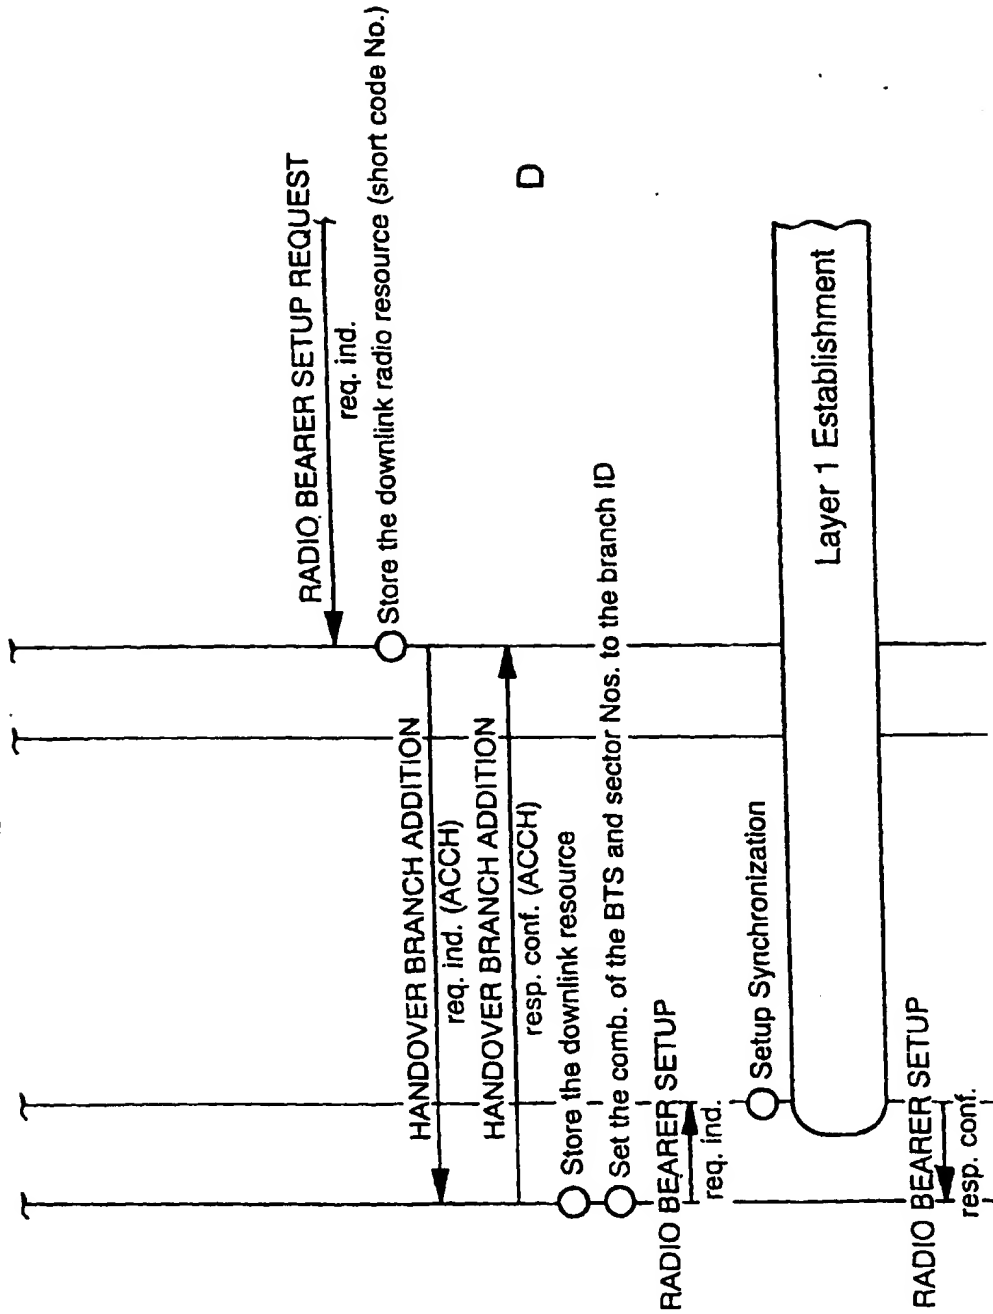 RADIO BEARER SETUP REQUEST
req. ind.
Store the downlink radio resource (short code No.)
HANDOVER BRANCH ADDITION
req. ind. (ACCH)
HANDOVER BRANCH ADDITION
resp. conf. (ACCH)
D
Store the downlink resource
Set the comb. of the BTS and sector Nos. to the branch ID
RADIO BEARER SETUP
req. ind.
Setup Synchronization
Layer 1 Establishment
RADIO BEARER SETUP
resp. conf.